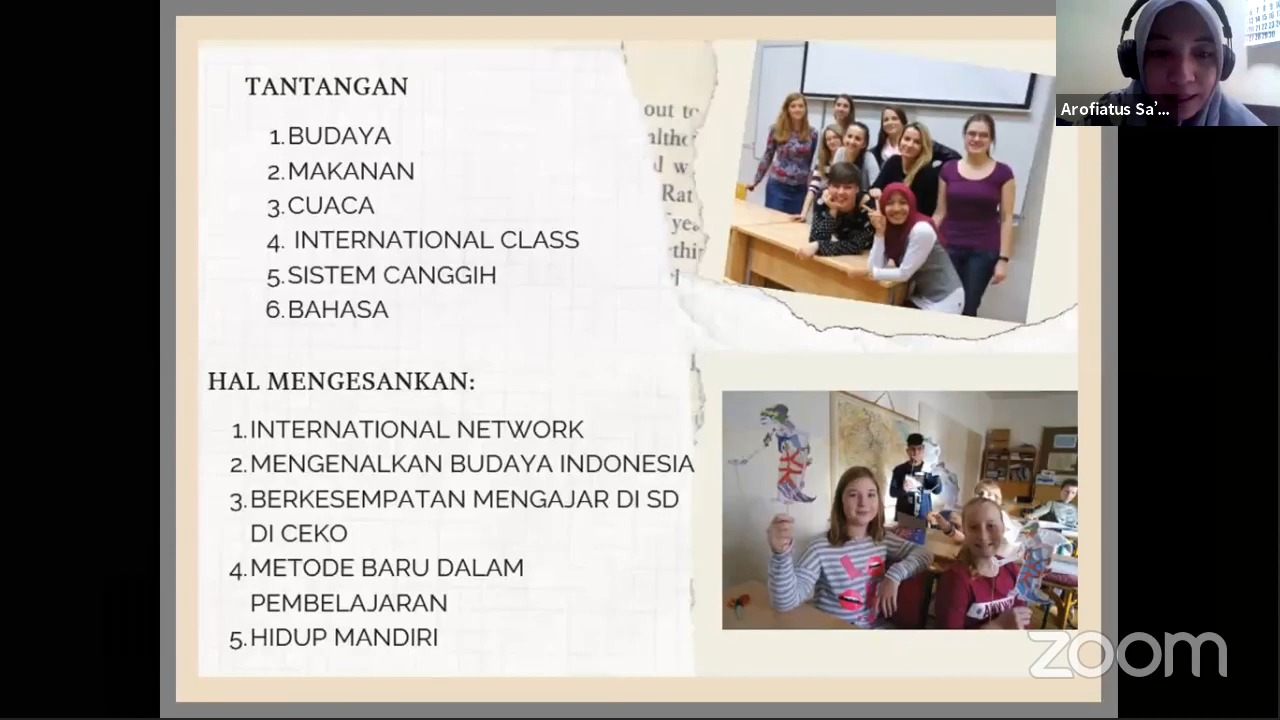 TANTANGAN
1. BUDAYA
2. MAKANAN
3. CUACA
4. INTERNATIONAL CLASS
5. SISTEM CANGGIH
6. BAHASA
HAL MENGESANKAN:
1. INTERNATIONAL NETWORK
2. MENGENALKAN BUDAYA INDONESIA
3. BERKESEMPATAN MENGAJAR DI SD
DI CEKO
4. METODE BARU DALAM
PEMBELAJARAN
5. HIDUP MANDIRI
out to
Arofiatus Sa'...
zoom